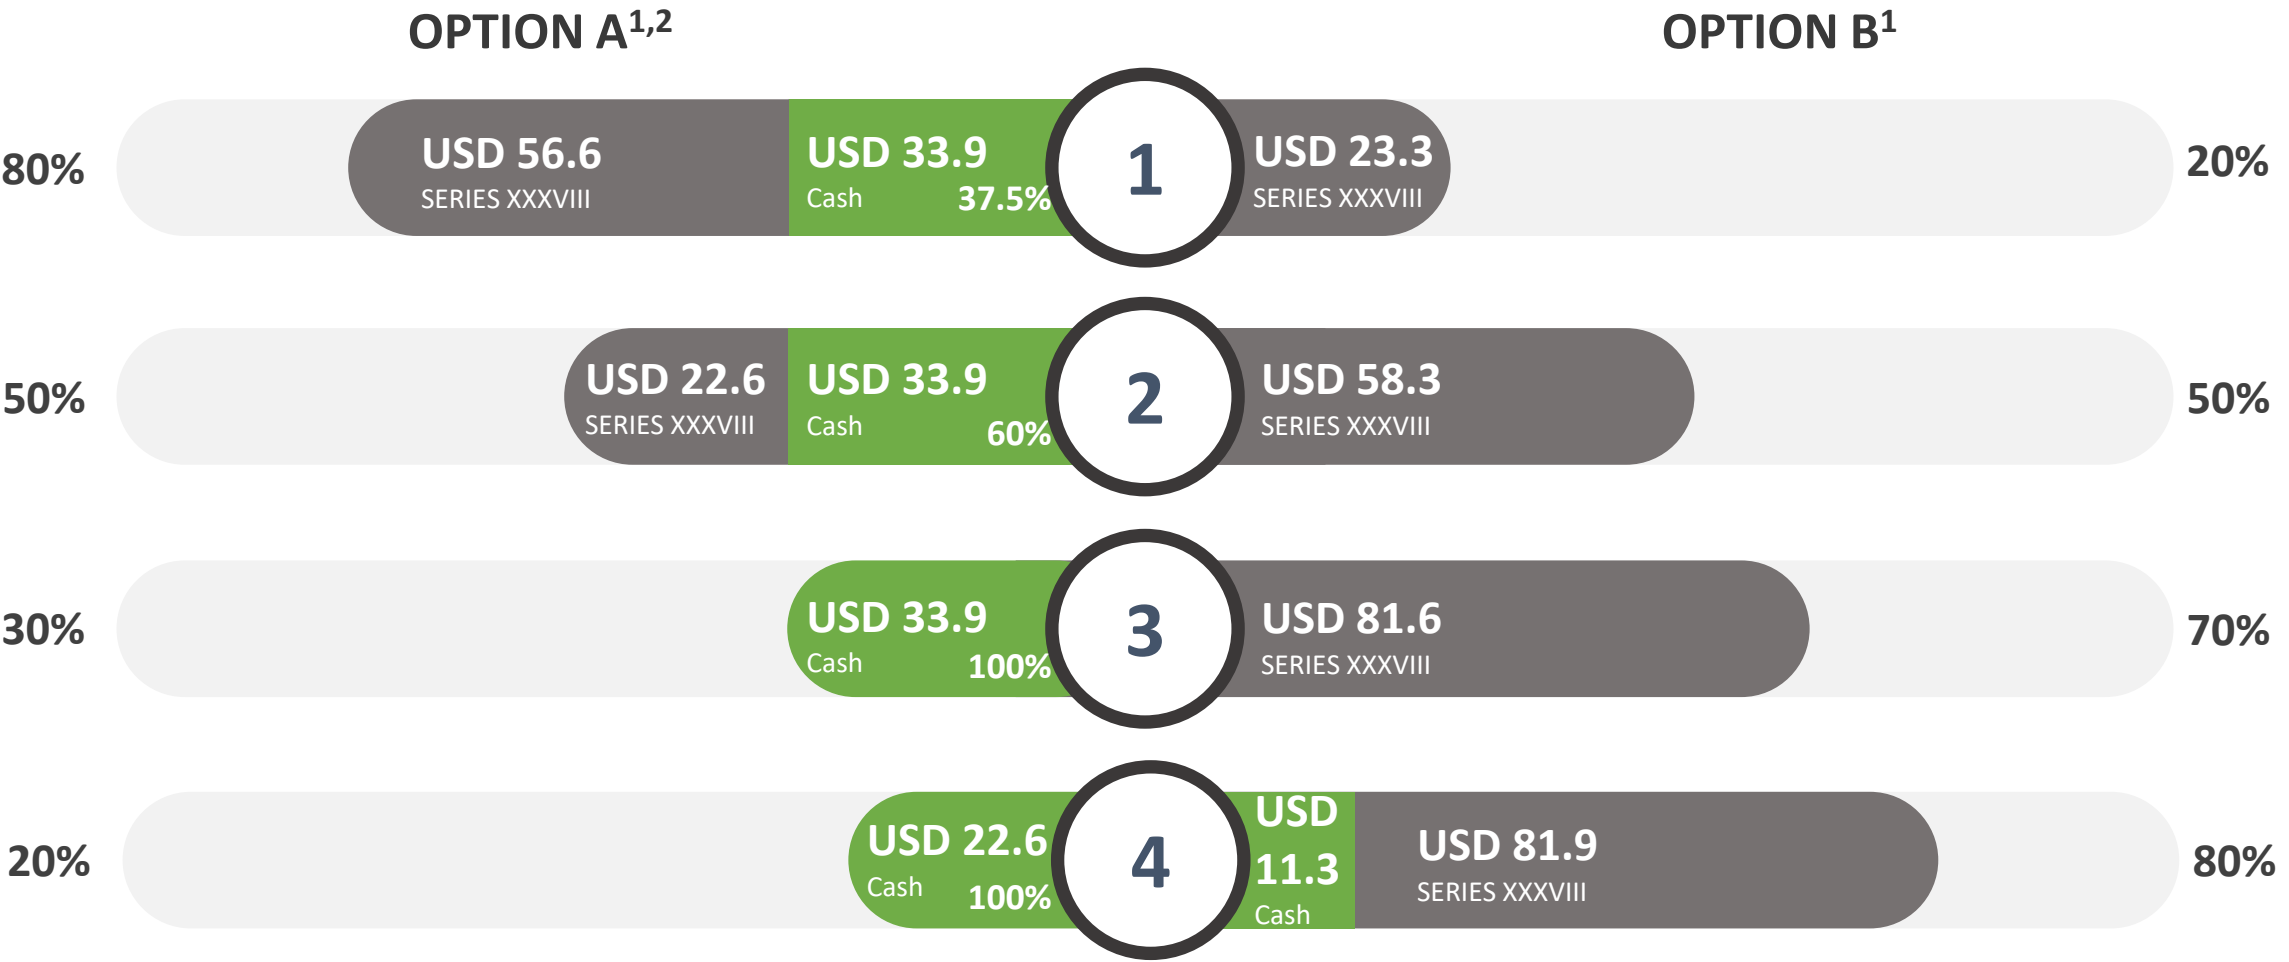 OPTION A1,2
OPTION B1
80%
USD 56.6
SERIES XXXVIII
USD 33.9
Cash
37.5%
1
USD 23.3
SERIES XXXVIII
20%
50%
USD 22.6
SERIES XXXVIII
USD 33.9
Cash
60%
2
USD 58.3
SERIES XXXVIII
50%
30%
USD 33.9
Cash
100%
3
USD 81.6
SERIES XXXVIII
70%
20%
USD 22.6
Cash
100%
4
USD
11.3
Cash
USD 81.9
SERIES XXXVIII
80%